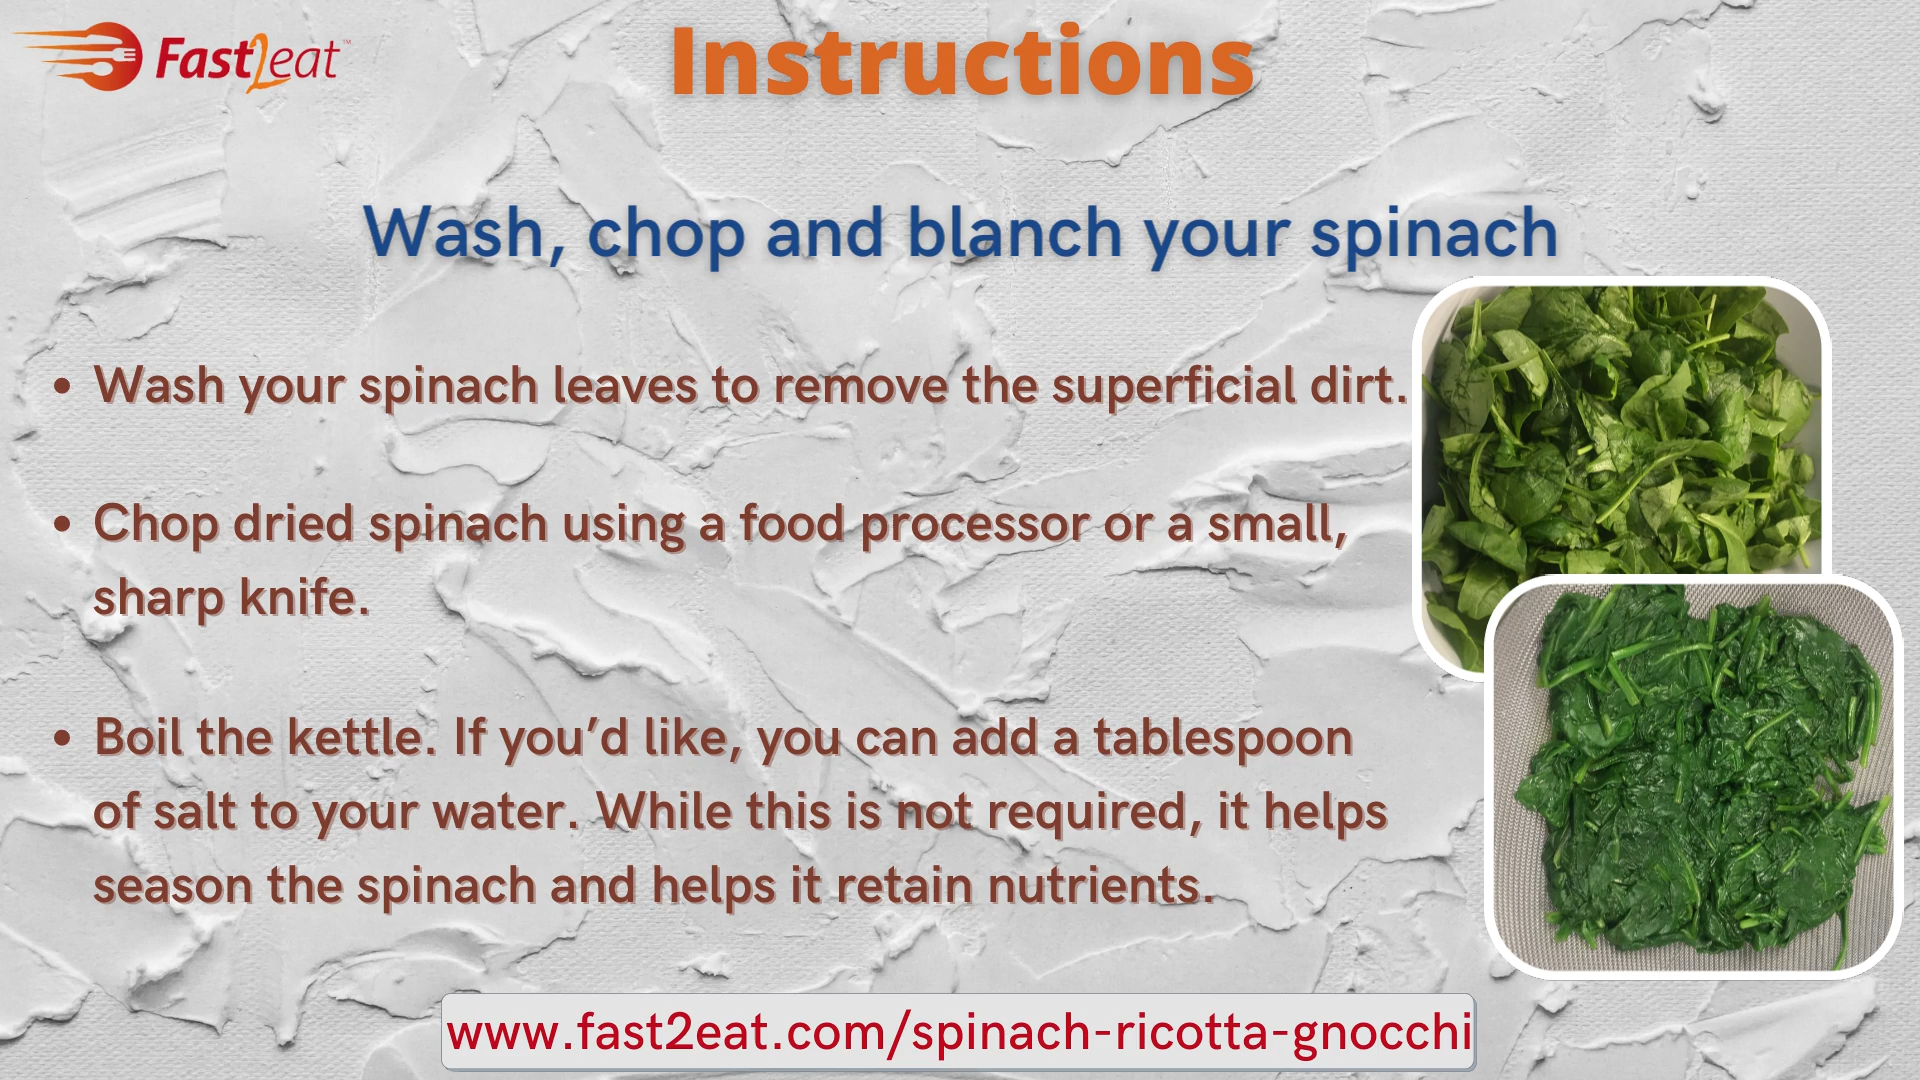 Fast2eat™
Instructions
Wash, chop and blanch your spinach
• Wash your spinach leaves to remove the superficial dirt.
• Chop dried spinach using a food processor or a small,
sharp knife.
• Boil the kettle. If you’d like, you can add a tablespoon
of salt to your water. While this is not required, it helps
season the spinach and helps it retain nutrients.
www.fast2eat.com/spinach-ricotta-gnocchi